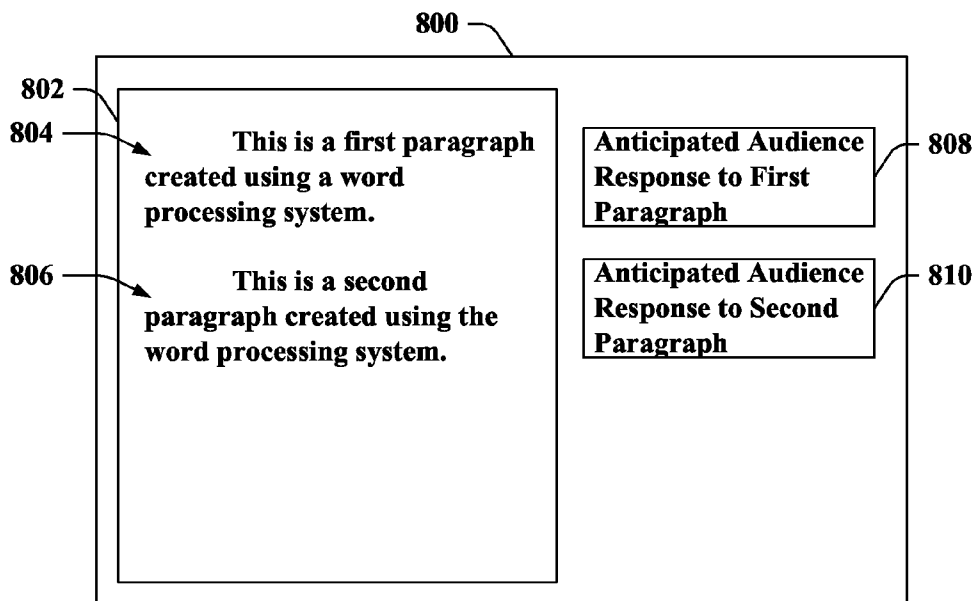 800
802
804
This is a first paragraph
created using a word
processing system.
806
This is a second
paragraph created using the
word processing system.
Anticipated Audience
Response to First
Paragraph
808
Anticipated Audience
Response to Second
Paragraph
810